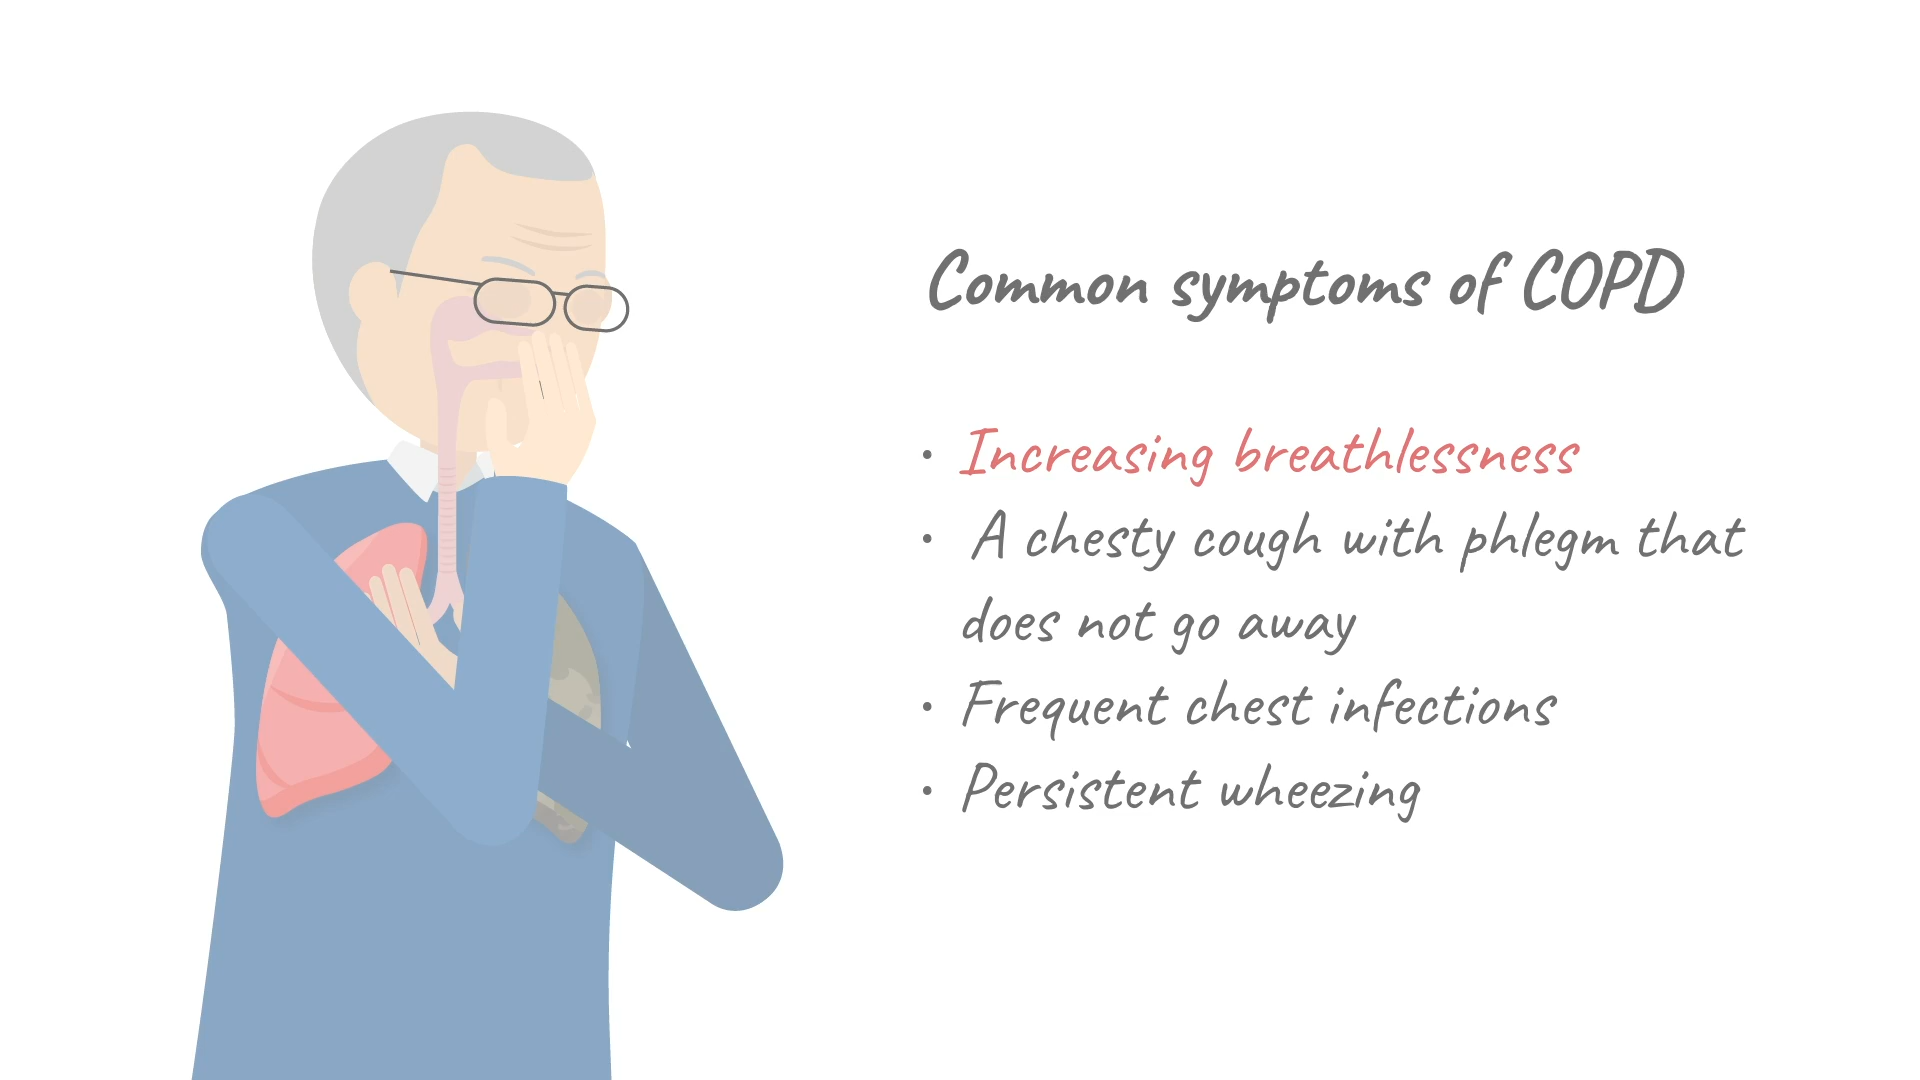 Common symptoms of COPD
• Increasing breathlessness
• A chesty cough with phlegm that
does not go away
• Frequent chest infections
• Persistent wheezing